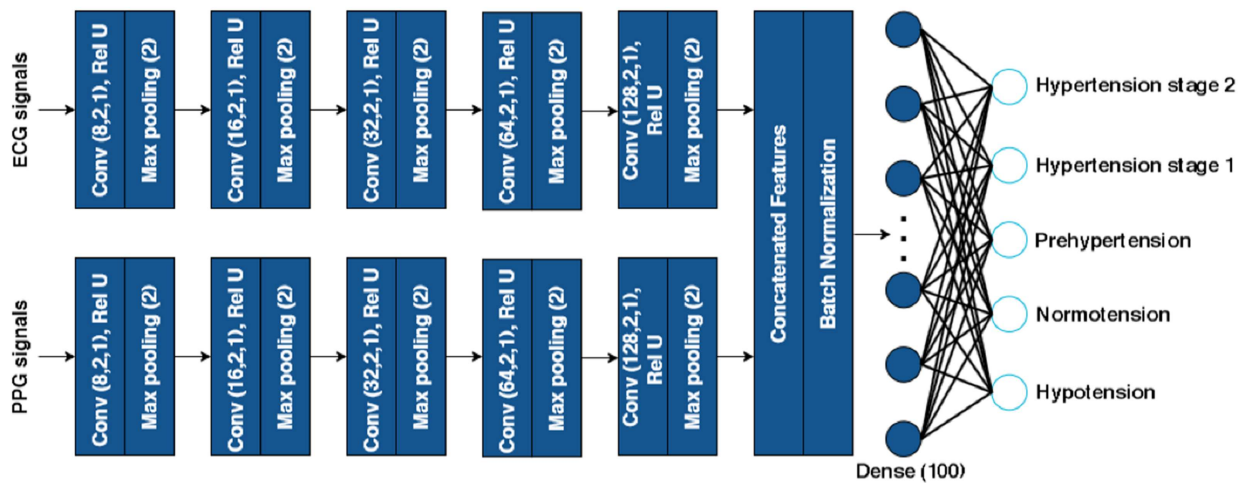 ECG signals
Conv (8,2,1), Rel U
Max pooling (2)
Conv (16,2,1), Rel U
Max pooling (2)
Conv (32,2,1), Rel U
Max pooling (2)
Conv (64,2,1), Rel U
Max pooling (2)
Conv (128,2,1),
Rel U
Max pooling (2)
PPG signals
Conv (8,2,1), Rel U
Max pooling (2)
Conv (16,2,1), Rel U
Max pooling (2)
Conv (32,2,1), Rel U
Max pooling (2)
Conv (64,2,1), Rel U
Max pooling (2)
Conv (128,2,1),
Rel U
Max pooling (2)
Concatenated Features
Batch Normalization
Dense (100)
Hypertension stage 2
Hypertension stage 1
Prehypertension
Normotension
Hypotension